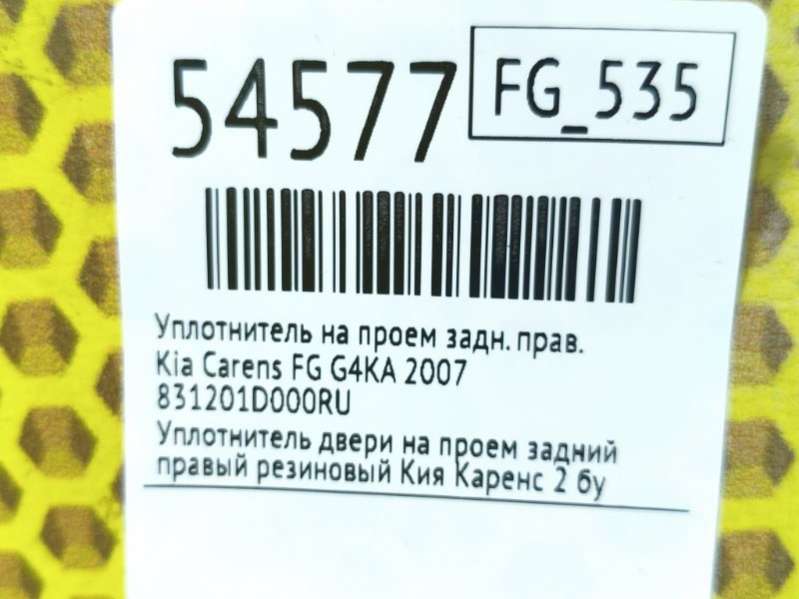 54577
FG_535
Уплотнитель на проем задн. прав.
Kia Carens FG G4KA 2007
831201D000RU
Уплотнитель двери на проем задний
правый резиновый Кия Каренс 2 бу